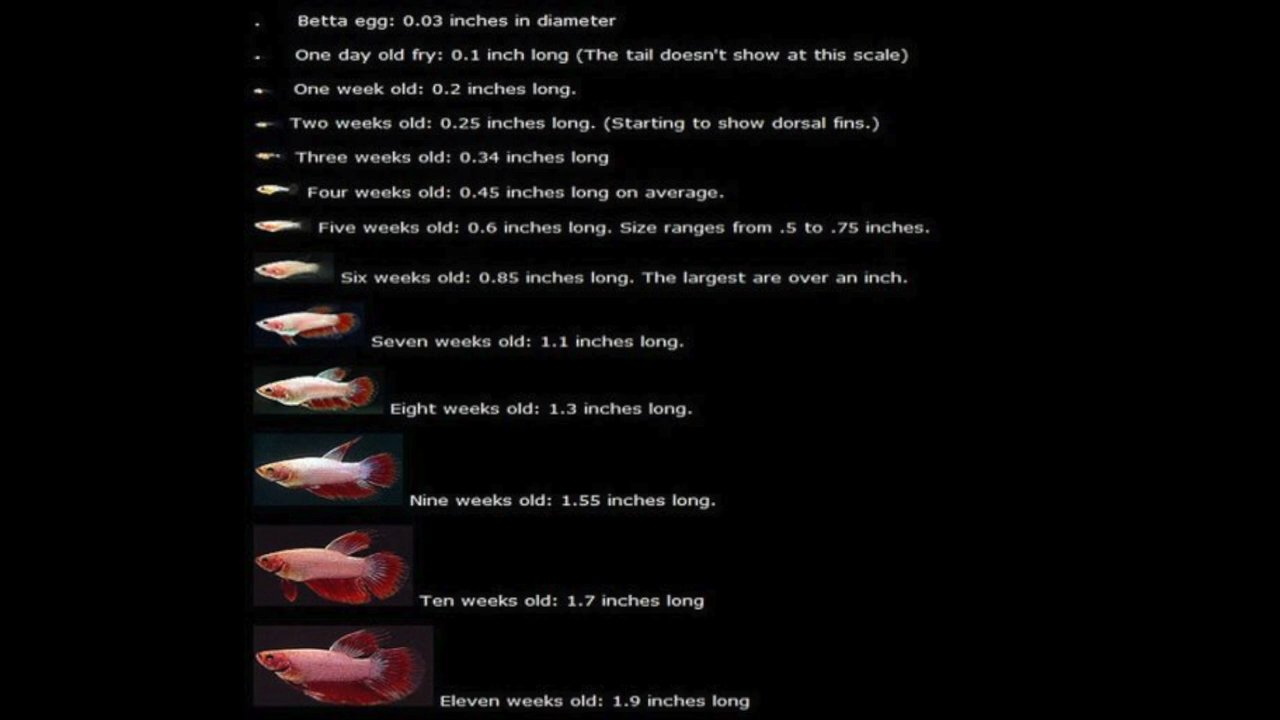 Betta egg: 0.03 inches in diameter
One day old fry: 0.1 inch long (The tail doesn't show at this scale)
One week old: 0.2 inches long.
Two weeks old: 0.25 inches long. (Starting to show dorsal fins.)
Three weeks old: 0.34 inches long
Four weeks old: 0.45 inches long on average.
Five weeks old: 0.6 inches long. Size ranges from .5 to .75 inches.
Six weeks old: 0.85 inches long. The largest are over an inch.
Seven weeks old: 1.1 inches long.
Eight weeks old: 1.3 inches long.
Nine weeks old: 1.55 inches long.
Ten weeks old: 1.7 inches long
Eleven weeks old: 1.9 inches long